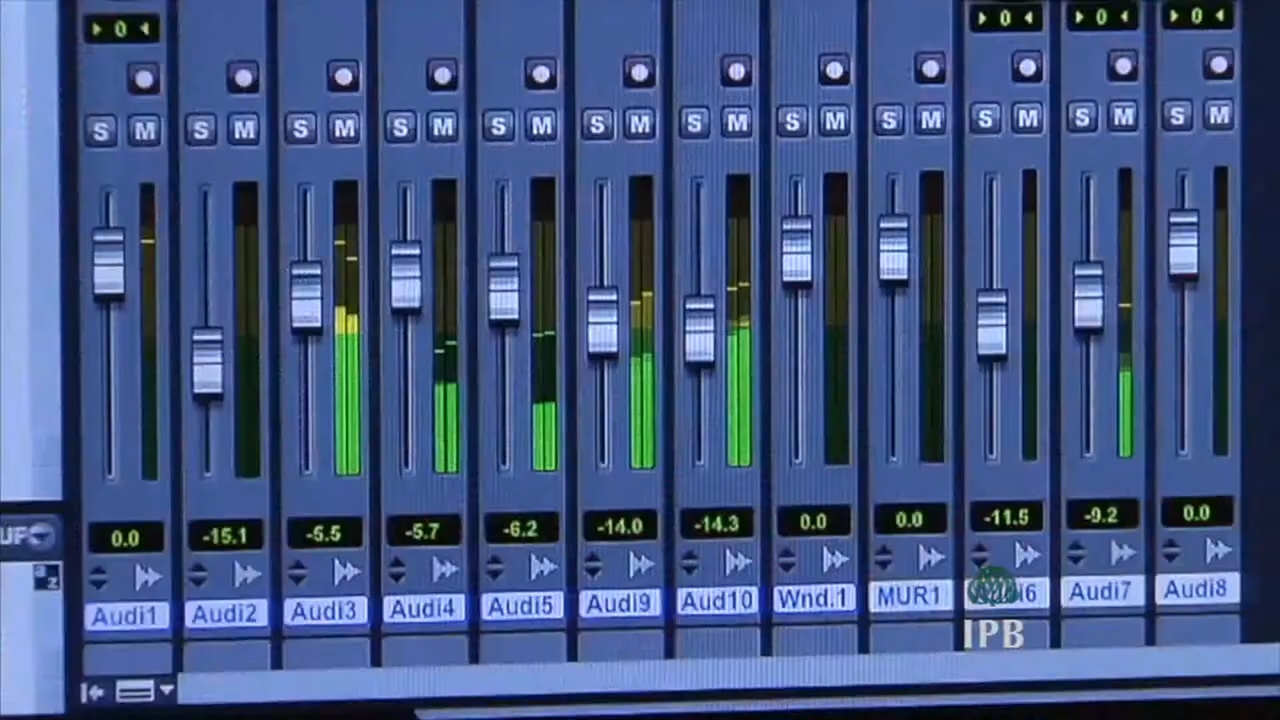 0 0 0 0
S M S M S M S M S M S M S M S M S M S M S M S M
0.0 -15.1 -5.5 -5.7 -6.2 -14.0 -14.3 0.0 0.0 -11.5 -9.2 0.0
Audi1 Audi2 Audi3 Audi4 Audi5 Audi9 Aud10 Wnd.1 MUR1 i6 Audi7 Audi8
UF
a z
IPB